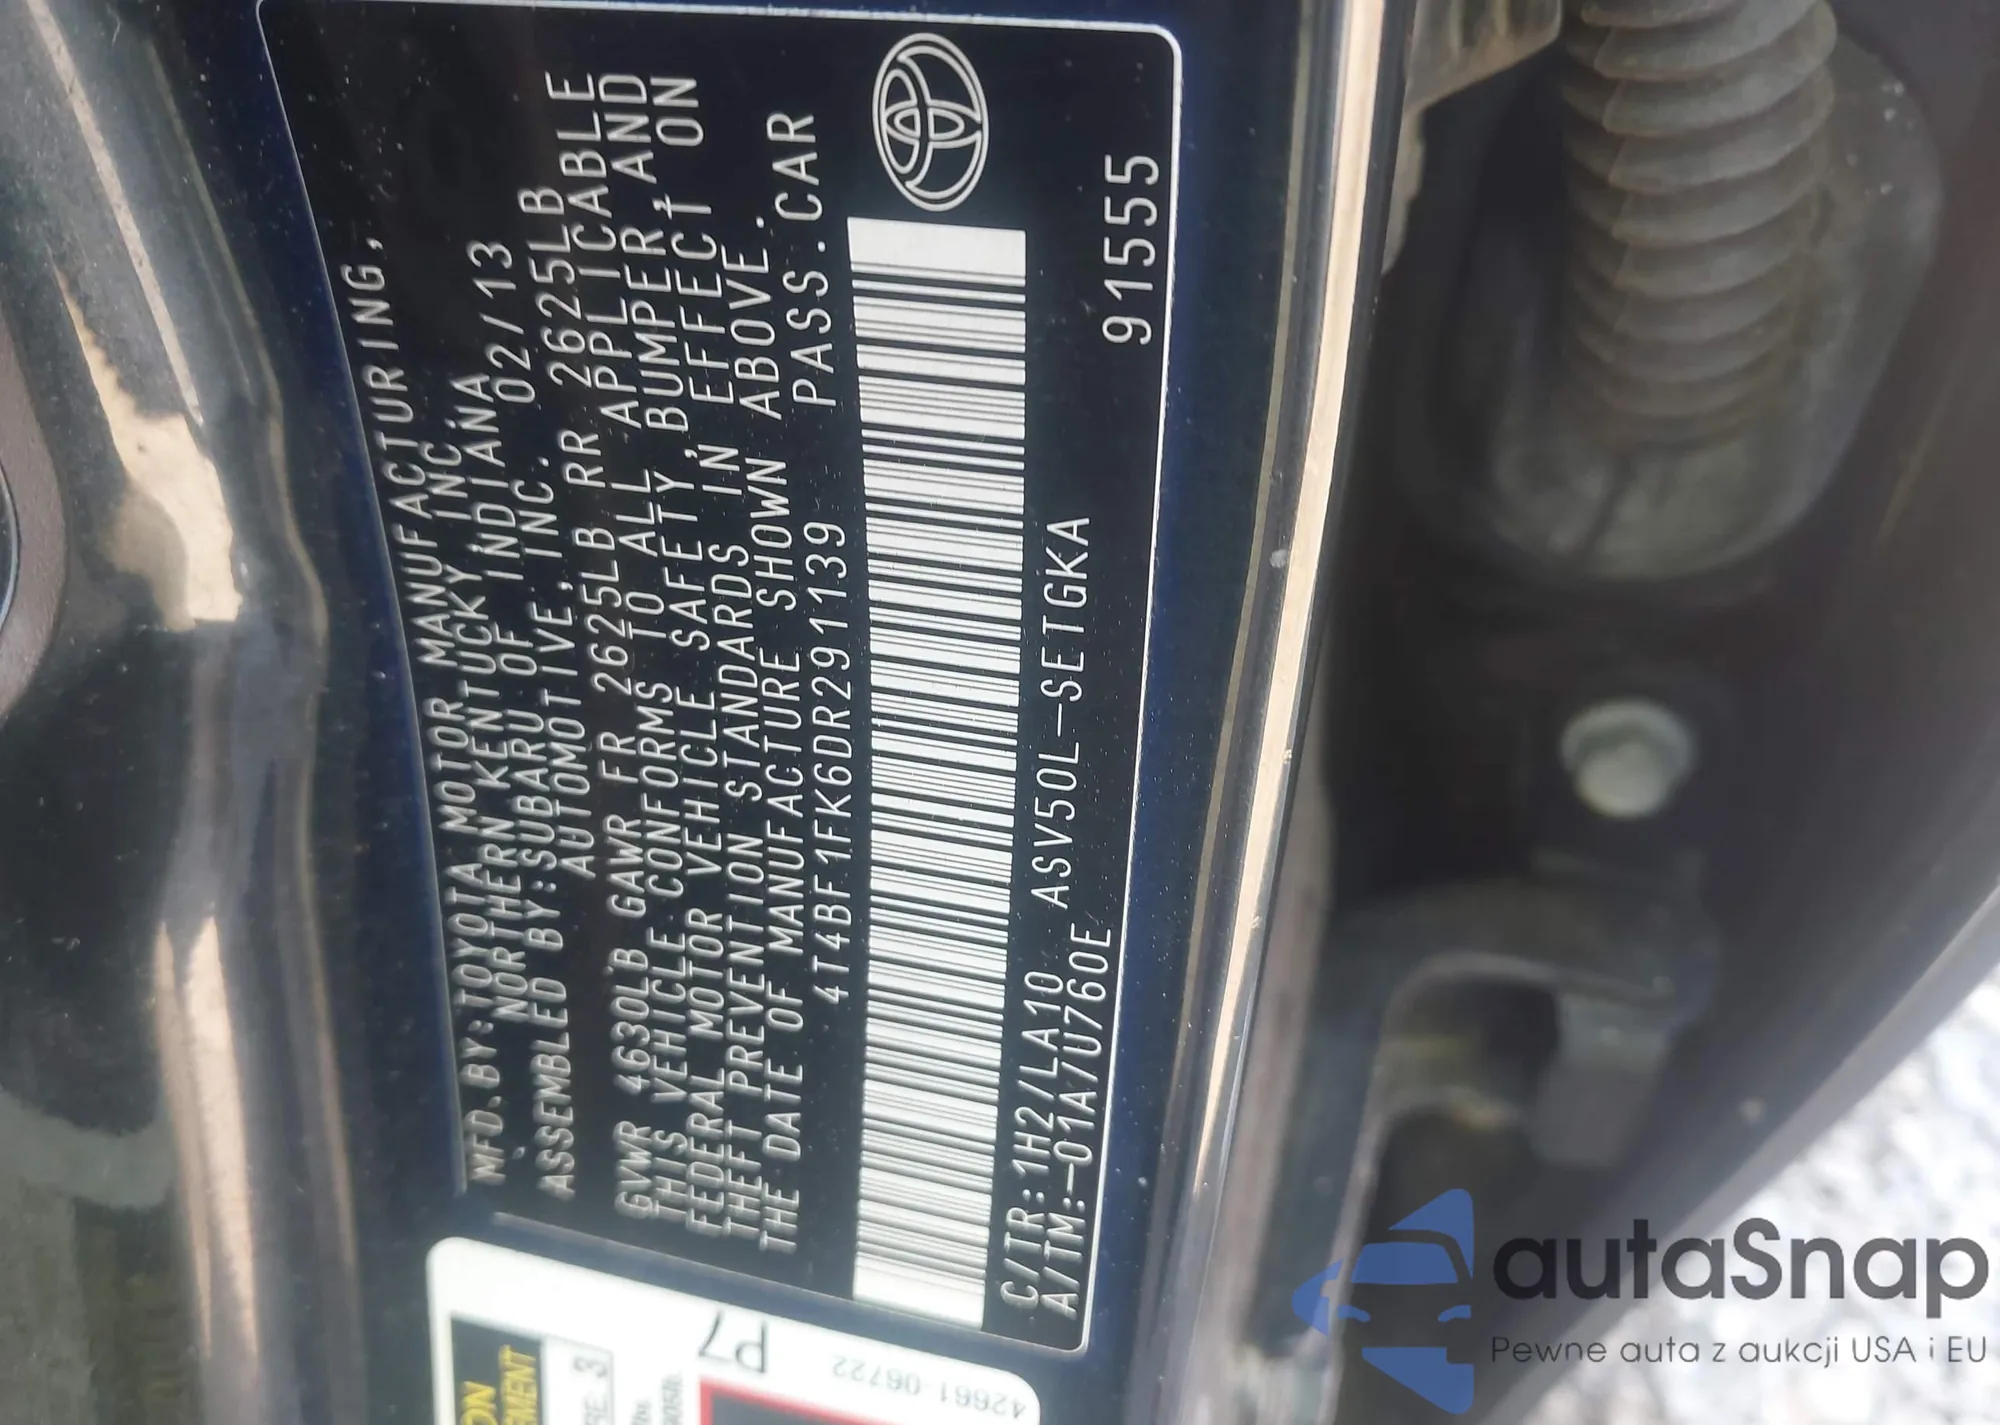 MFD.BY:TOYOTA MOTOR MANUFACTURING,
NORTHERN KENTUCKY INC
ASSEMBLED BY:SUBARU OF INDIANA
AUTOMOTIVE,INC. 02/13
GVWR 4630LB GAWR FR 2625LB RR 2625LB
THIS VEHICLE CONFORMS TO ALL APPLICABLE
FEDERAL MOTOR VEHICLE SAFETY,BUMPER,AND
THEFT PREVENTION STANDARDS IN EFFECT ON
THE DATE OF MANUFACTURE SHOWN ABOVE.
4T4BF1FK6DR291139 PASS.CAR
C/TR:1H2/LA10 ASV50L-SETGKA
A/TM:-01A/U760E 91555
P7
42661-06722
autaSnap
Pewne auta z aukcji USA i EU